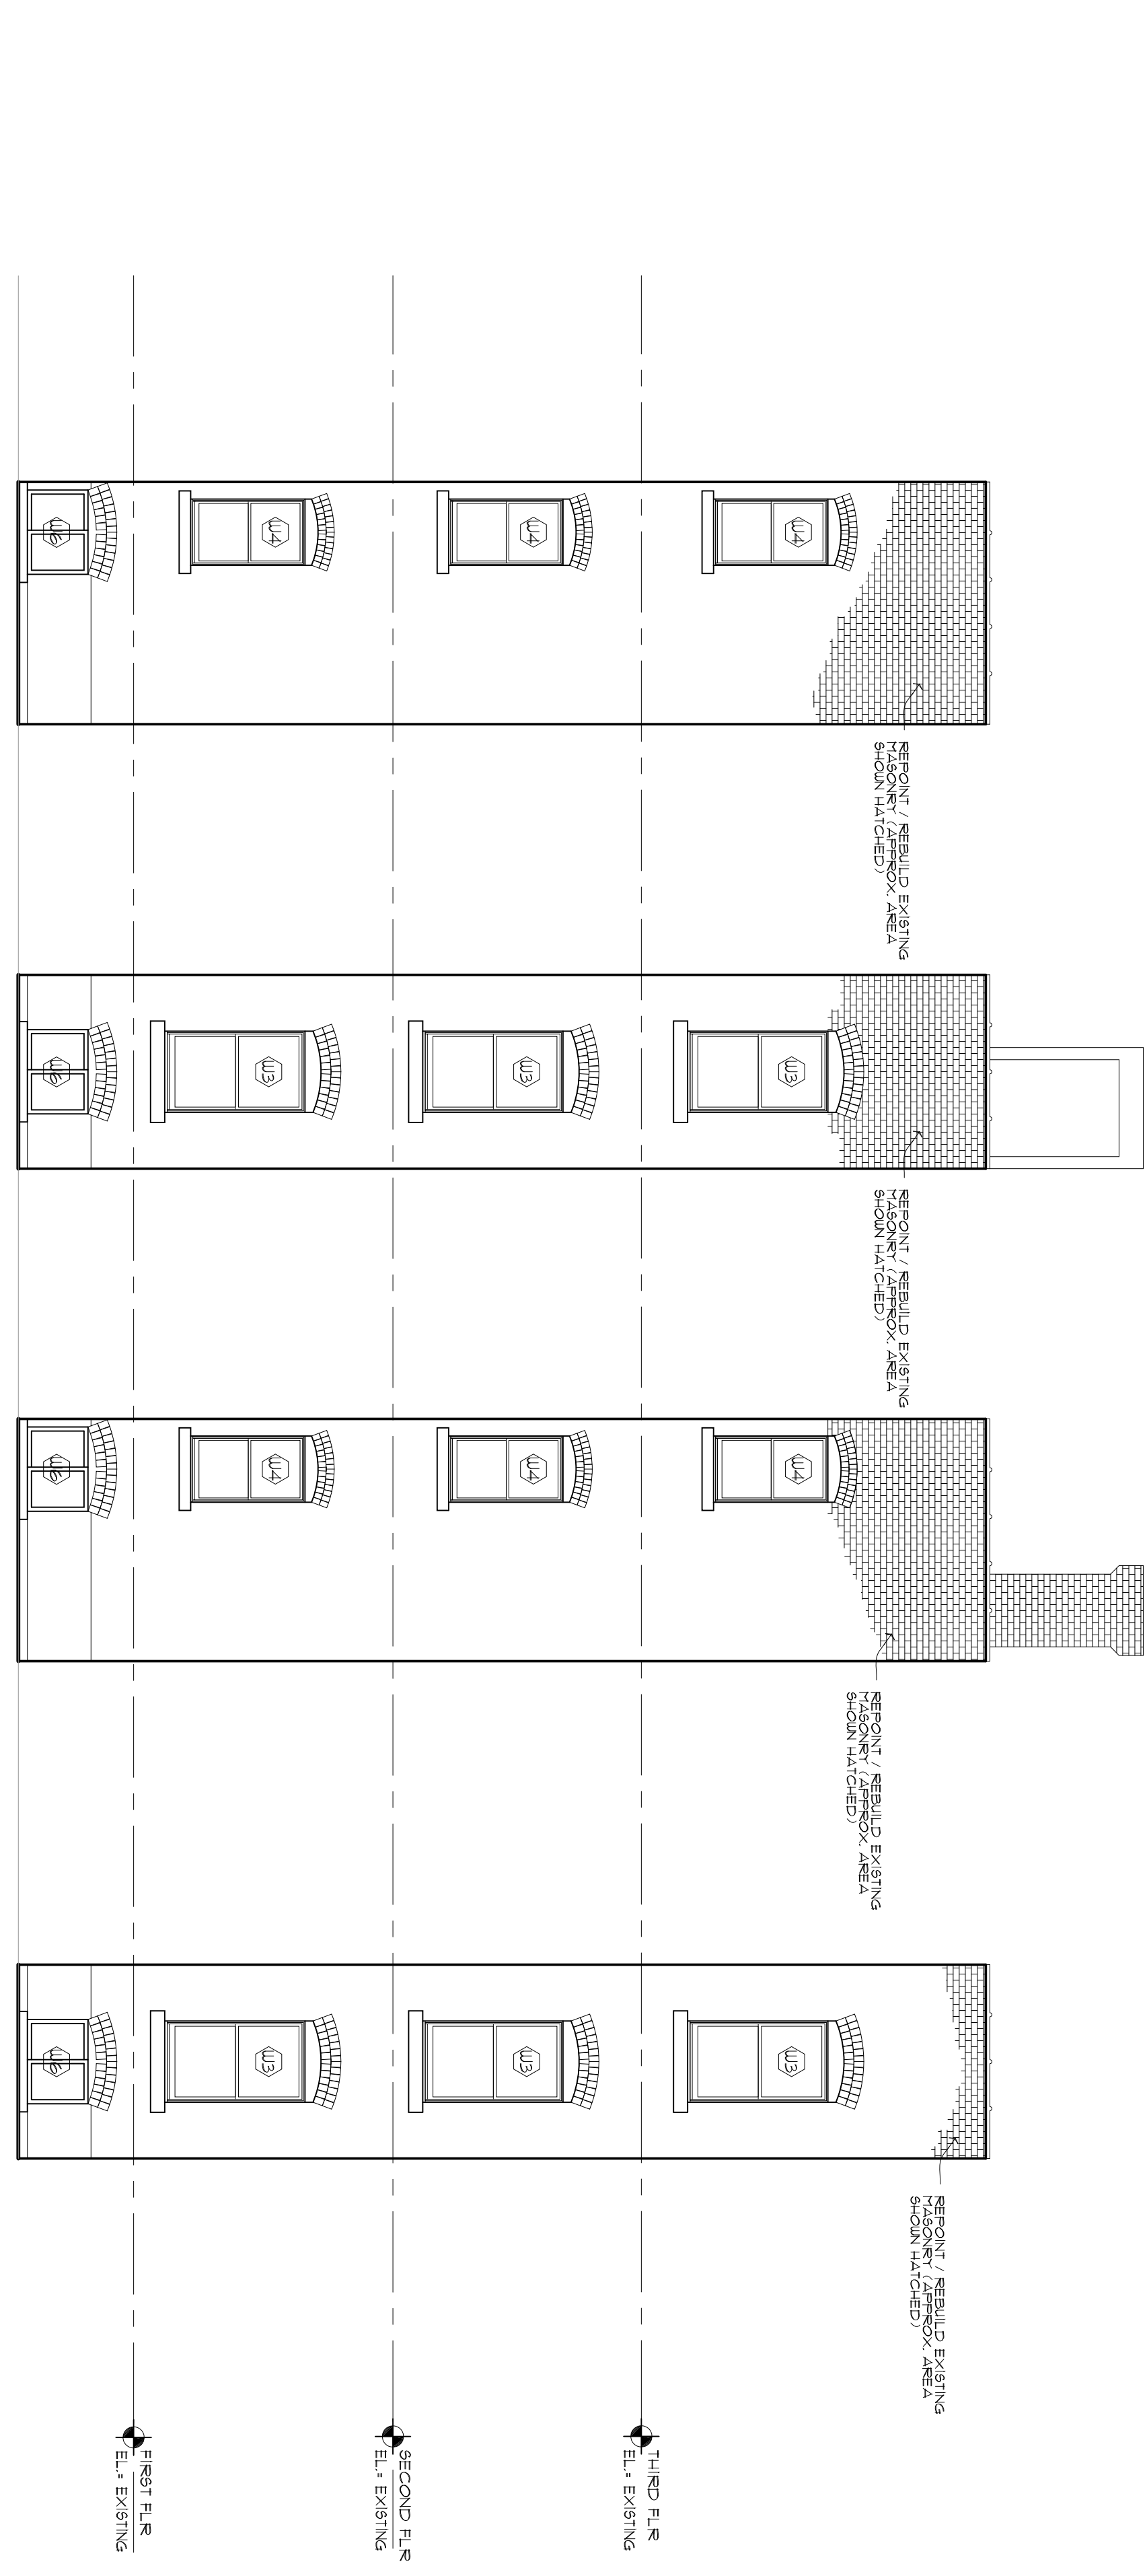 REPOINT / REBUILD EXISTING
MASONRY (APPROX. AREA
SHOWN HATCHED)
REPOINT / REBUILD EXISTING
MASONRY (APPROX. AREA
SHOWN HATCHED)
REPOINT / REBUILD EXISTING
MASONRY (APPROX. AREA
SHOWN HATCHED)
REPOINT / REBUILD EXISTING
MASONRY (APPROX. AREA
SHOWN HATCHED)
W4
W3
W4
W3
THIRD FLR
EL.= EXISTING
W4
W3
W4
W3
SECOND FLR
EL.= EXISTING
W4
W3
W4
W3
FIRST FLR
EL.= EXISTING
W6
W6
W6
W6